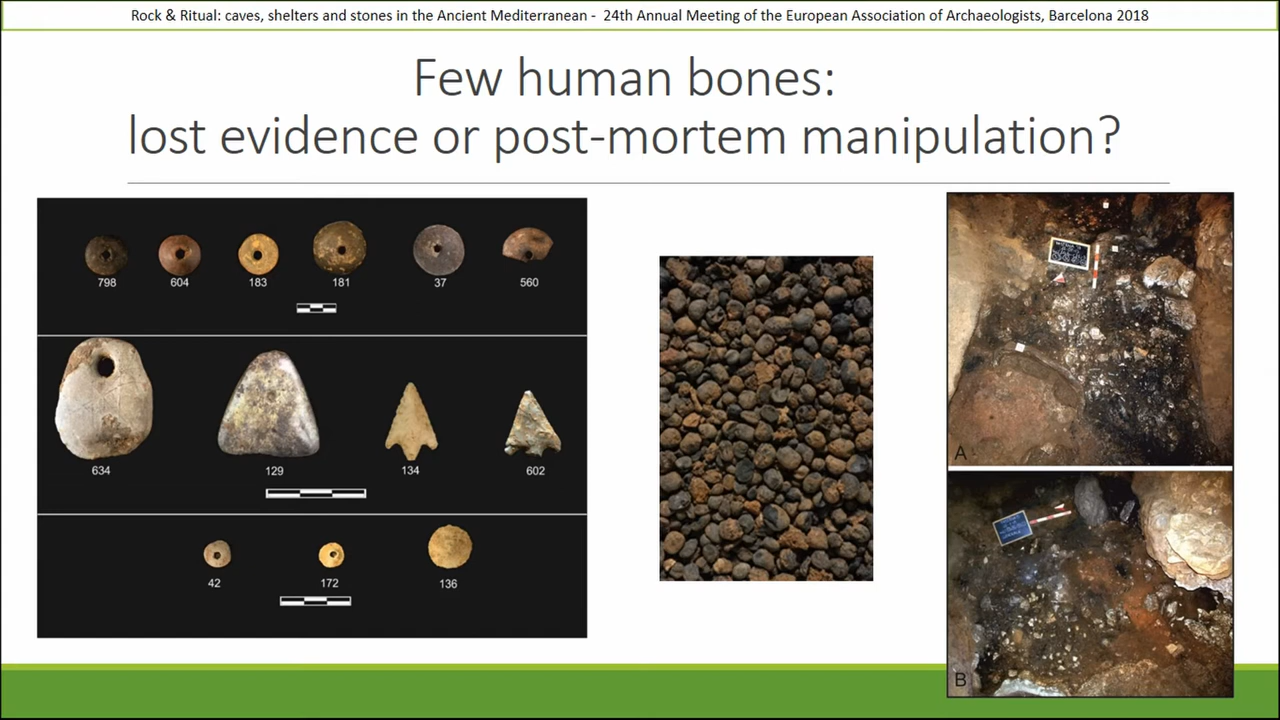 Rock & Ritual: caves, shelters and stones in the Ancient Mediterranean - 24th Annual Meeting of the European Association of Archaeologists, Barcelona 2018
Few human bones:
lost evidence or post-mortem manipulation?
798 604 183 181 37 560
634 129 134 602
42 172 136
A
B